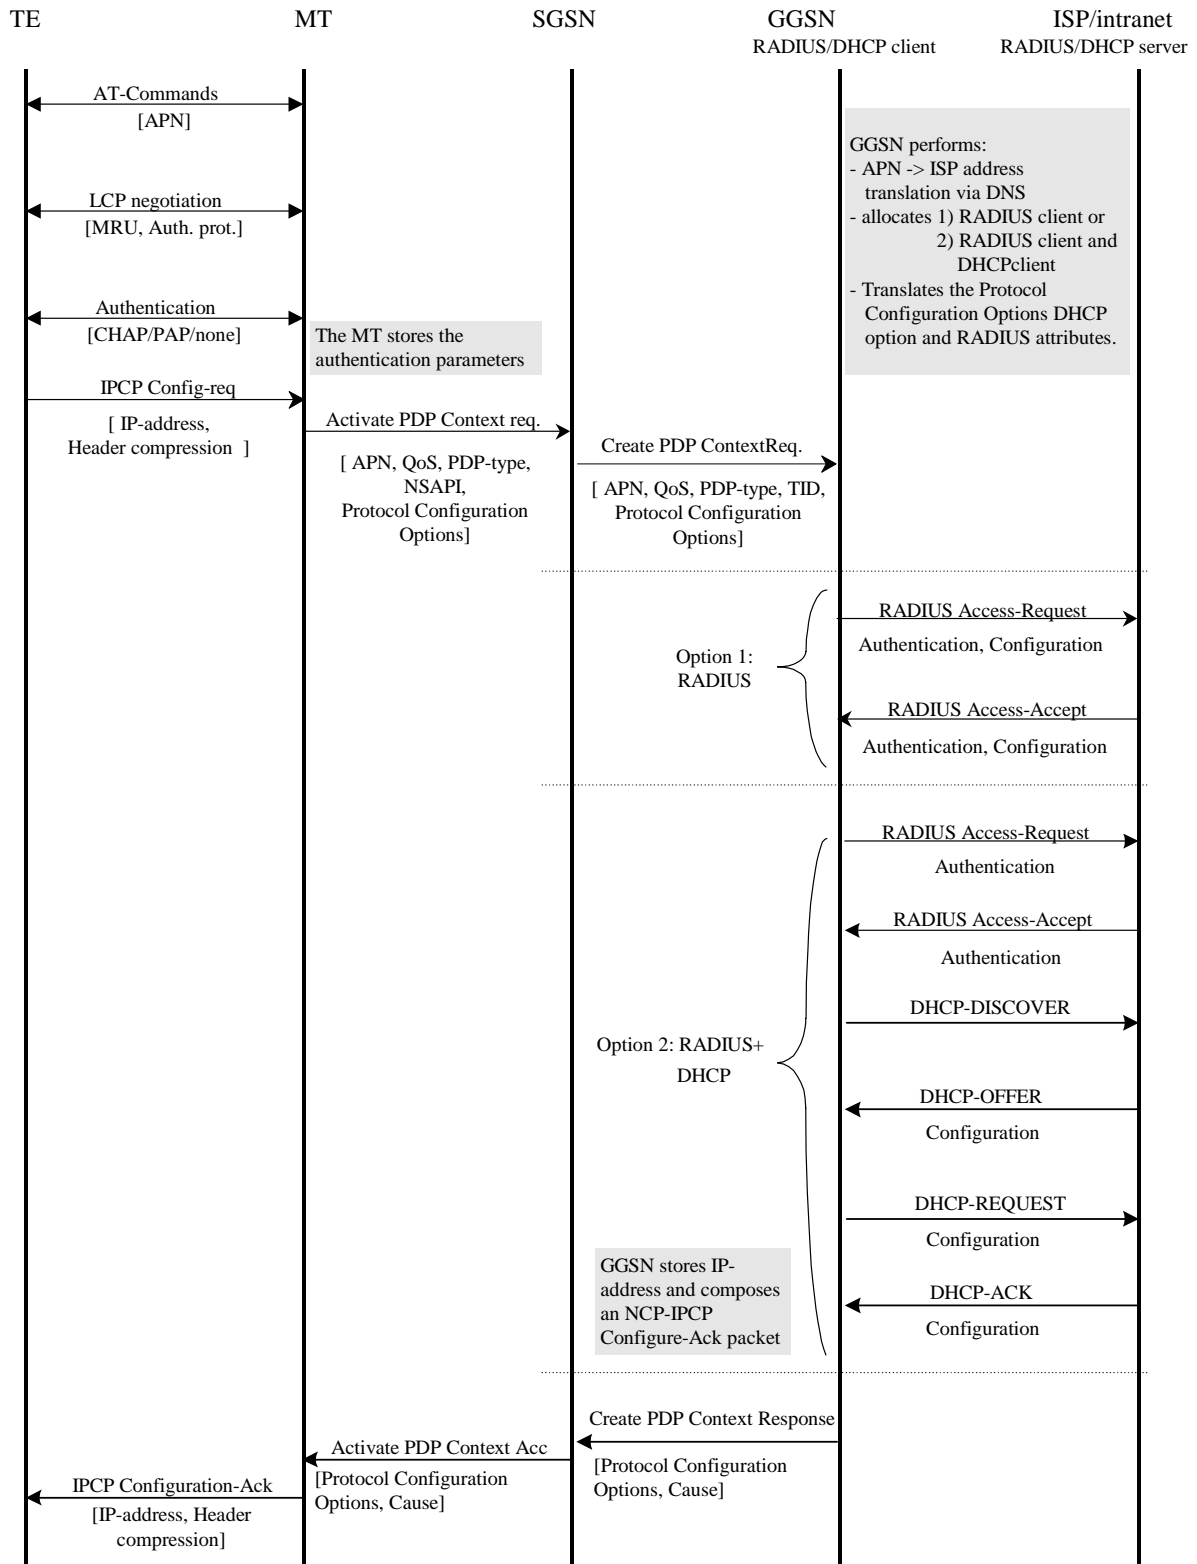 TE
MT
SGSN
GGSN
ISP/intranet
RADIUS/DHCP client
RADIUS/DHCP server
AT-Commands
[APN]
GGSN performs:
- APN -> ISP address
translation via DNS
- allocates 1) RADIUS client or
2) RADIUS client and
DHCPclient
- Translates the Protocol
Configuration Options DHCP
option and RADIUS attributes.
LCP negotiation
[MRU, Auth. prot.]
Authentication
[CHAP/PAP/none]
The MT stores the
authentication parameters
IPCP Config-req
[ IP-address,
Header compression ]
Activate PDP Context req.
[ APN, QoS, PDP-type,
NSAPI,
Protocol Configuration
Options]
Create PDP ContextReq.
[ APN, QoS, PDP-type, TID,
Protocol Configuration
Options]
RADIUS Access-Request
Authentication, Configuration
Option 1:
RADIUS
RADIUS Access-Accept
Authentication, Configuration
RADIUS Access-Request
Authentication
RADIUS Access-Accept
Authentication
DHCP-DISCOVER
Option 2: RADIUS+
DHCP
DHCP-OFFER
Configuration
DHCP-REQUEST
Configuration
GGSN stores IP-
address and composes
an NCP-IPCP
Configure-Ack packet
DHCP-ACK
Configuration
Create PDP Context Response
[Protocol Configuration
Options, Cause]
Activate PDP Context Acc
[Protocol Configuration
Options, Cause]
IPCP Configuration-Ack
[IP-address, Header
compression]